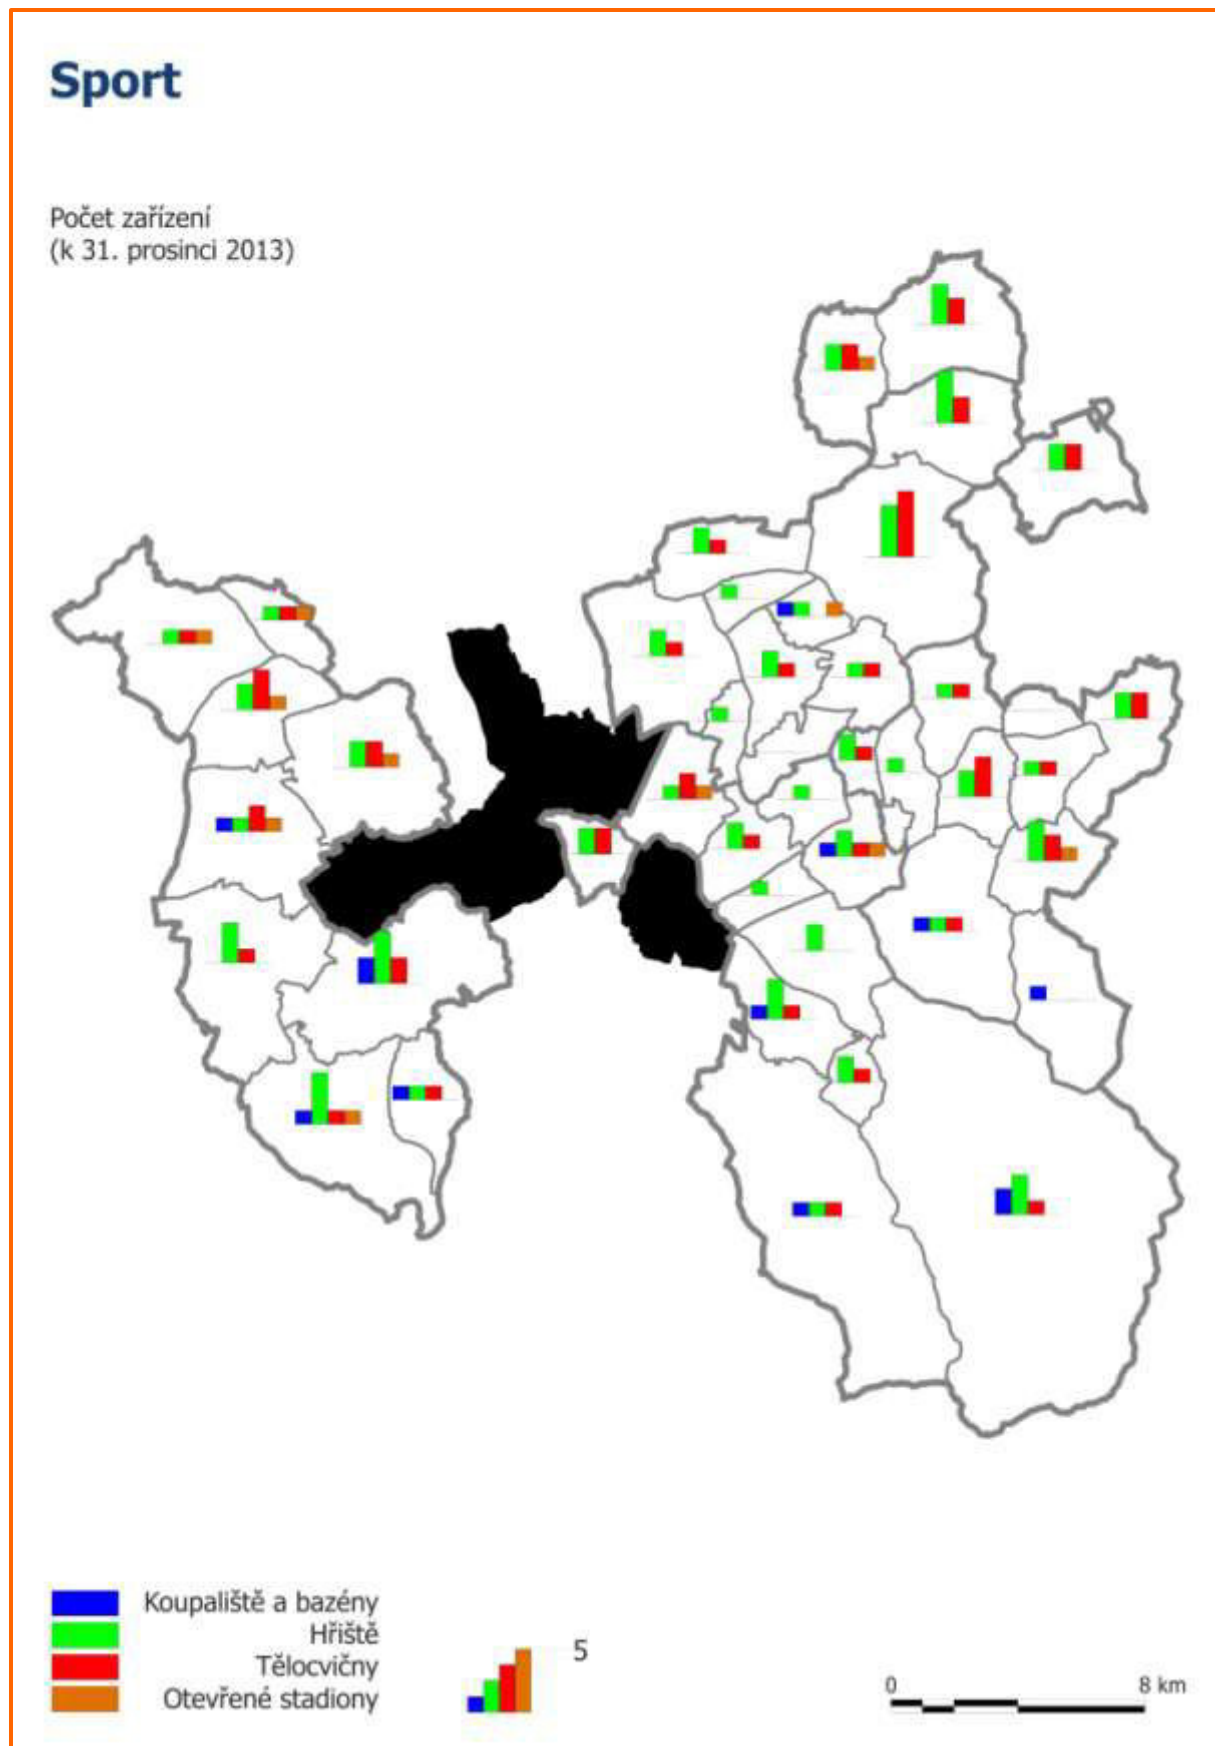 Sport
Počet zařízení
(k 31. prosinci 2013)
Koupaliště a bazény
Hřiště
Tělocvičny
Otevřené stadiony
5
0 8 km